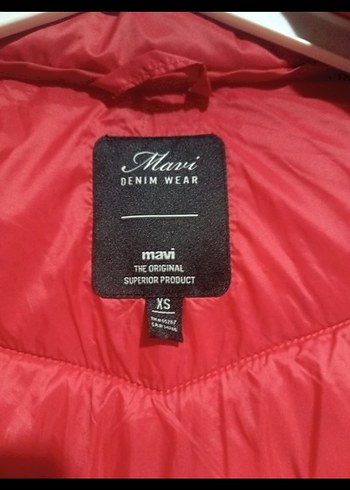 Mavi
DENIM WEAR
mavi
THE ORIGINAL
SUPERIOR PRODUCT
XS